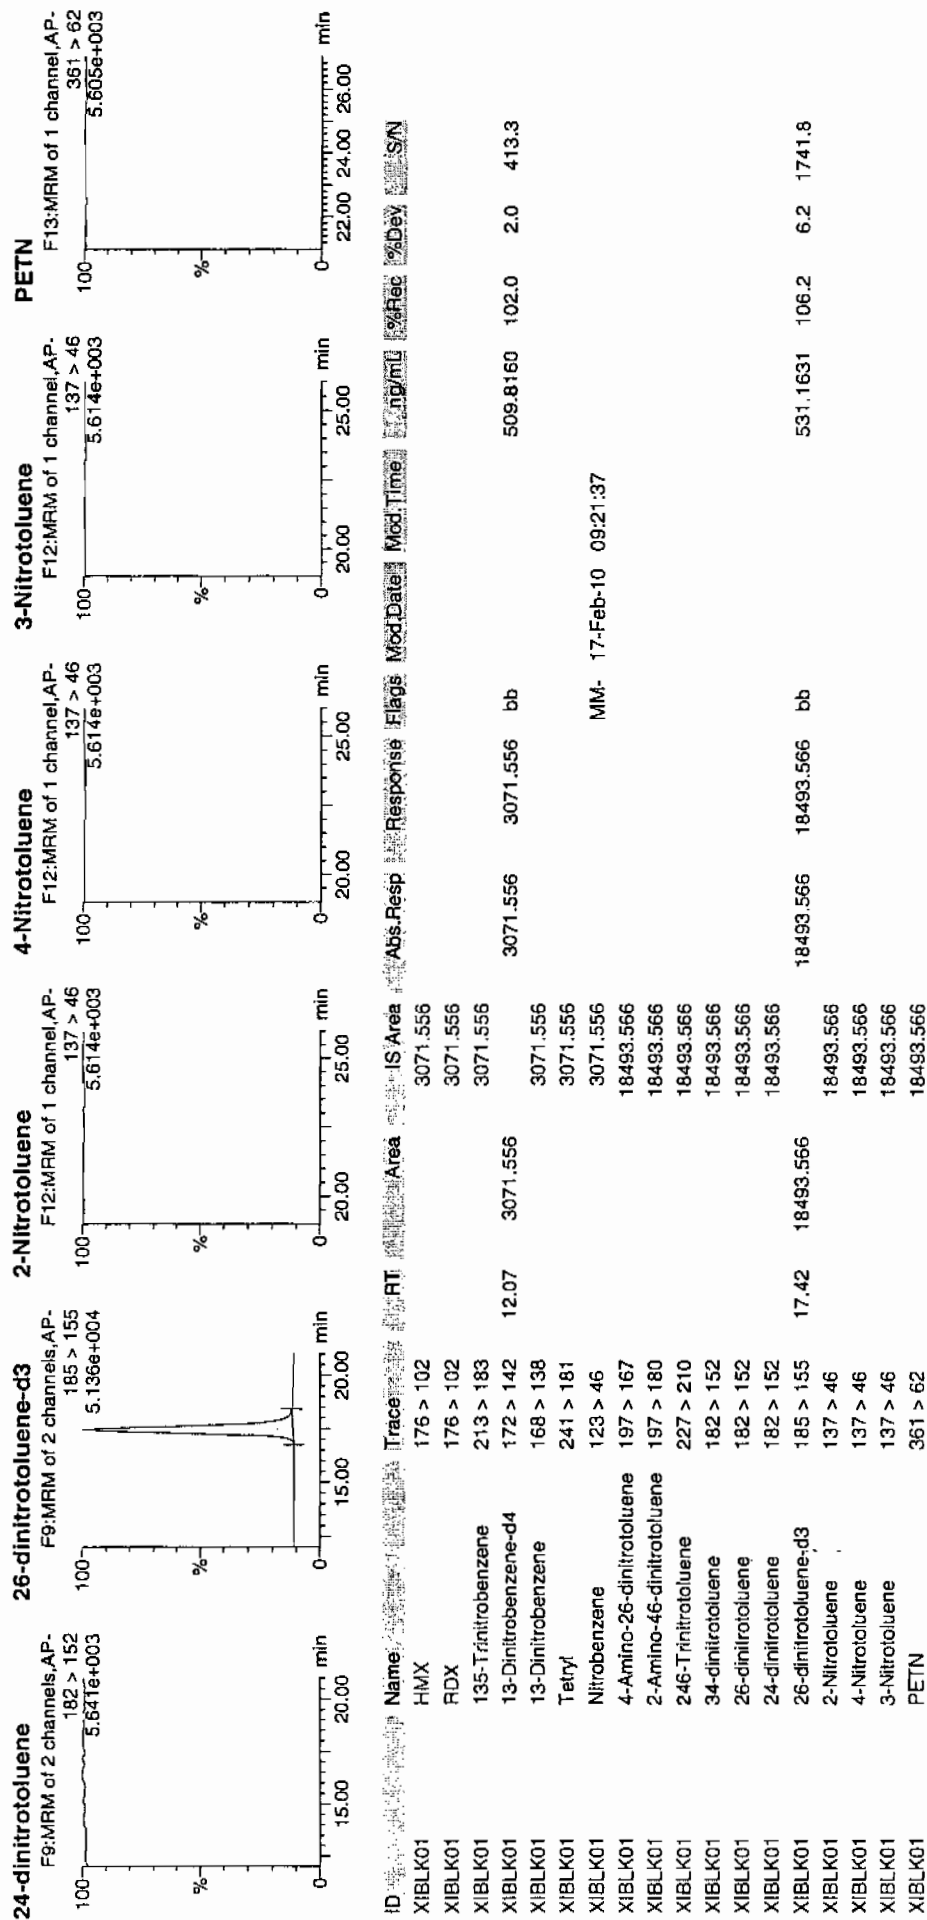 24-dinitrotoluene
F9:MRM of 2 channels,AP-
182 > 152
5.641e+003
100
%
0
15.00 20.00 min
26-dinitrotoluene-d3
F9:MRM of 2 channels,AP-
185 > 155
5.136e+004
100
%
0
15.00 20.00 min
2-Nitrotoluene
F12:MRM of 1 channel,AP-
137 > 46
5.614e+003
100
%
0
20.00 25.00 min
4-Nitrotoluene
F12:MRM of 1 channel,AP-
137 > 46
5.614e+003
100
%
0
20.00 25.00 min
3-Nitrotoluene
F12:MRM of 1 channel,AP-
137 > 46
5.614e+003
100
%
0
20.00 25.00 min
PETN
F13:MRM of 1 channel,AP-
361 > 62
5.605e+003
100
%
0
22.00 24.00 26.00 min
ID Name Trace RT Area IS Area Abs.Resp Response Flags Mod.Date Mod.Time ng/mL %Rec %Dev S/N
XIBLK01 HMX 176 > 102 3071.556
XIBLK01 RDX 176 > 102 3071.556
XIBLK01 135-Trinitrobenzene 213 > 183 3071.556
XIBLK01 13-Dinitrobenzene-d4 172 > 142 12.07 3071.556 3071.556 3071.556 bb 509.8160 102.0 2.0 413.3
XIBLK01 13-Dinitrobenzene 168 > 138 3071.556
XIBLK01 Tetryl 241 > 181 3071.556
XIBLK01 Nitrobenzene 123 > 46 3071.556 MM- 17-Feb-10 09:21:37
XIBLK01 4-Amino-26-dinitrotoluene 197 > 167 18493.566
XIBLK01 2-Amino-46-dinitrotoluene 197 > 180 18493.566
XIBLK01 246-Trinitrotoluene 227 > 210 18493.566
XIBLK01 34-dinitrotoluene 182 > 152 18493.566
XIBLK01 26-dinitrotoluene 182 > 152 18493.566
XIBLK01 24-dinitrotoluene 182 > 152 18493.566
XIBLK01 26-dinitrotoluene-d3 185 > 155 17.42 18493.566 18493.566 18493.566 bb 531.1631 106.2 6.2 1741.8
XIBLK01 2-Nitrotoluene 137 > 46 18493.566
XIBLK01 4-Nitrotoluene 137 > 46 18493.566
XIBLK01 3-Nitrotoluene 137 > 46 18493.566
XIBLK01 PETN 361 > 62 18493.566